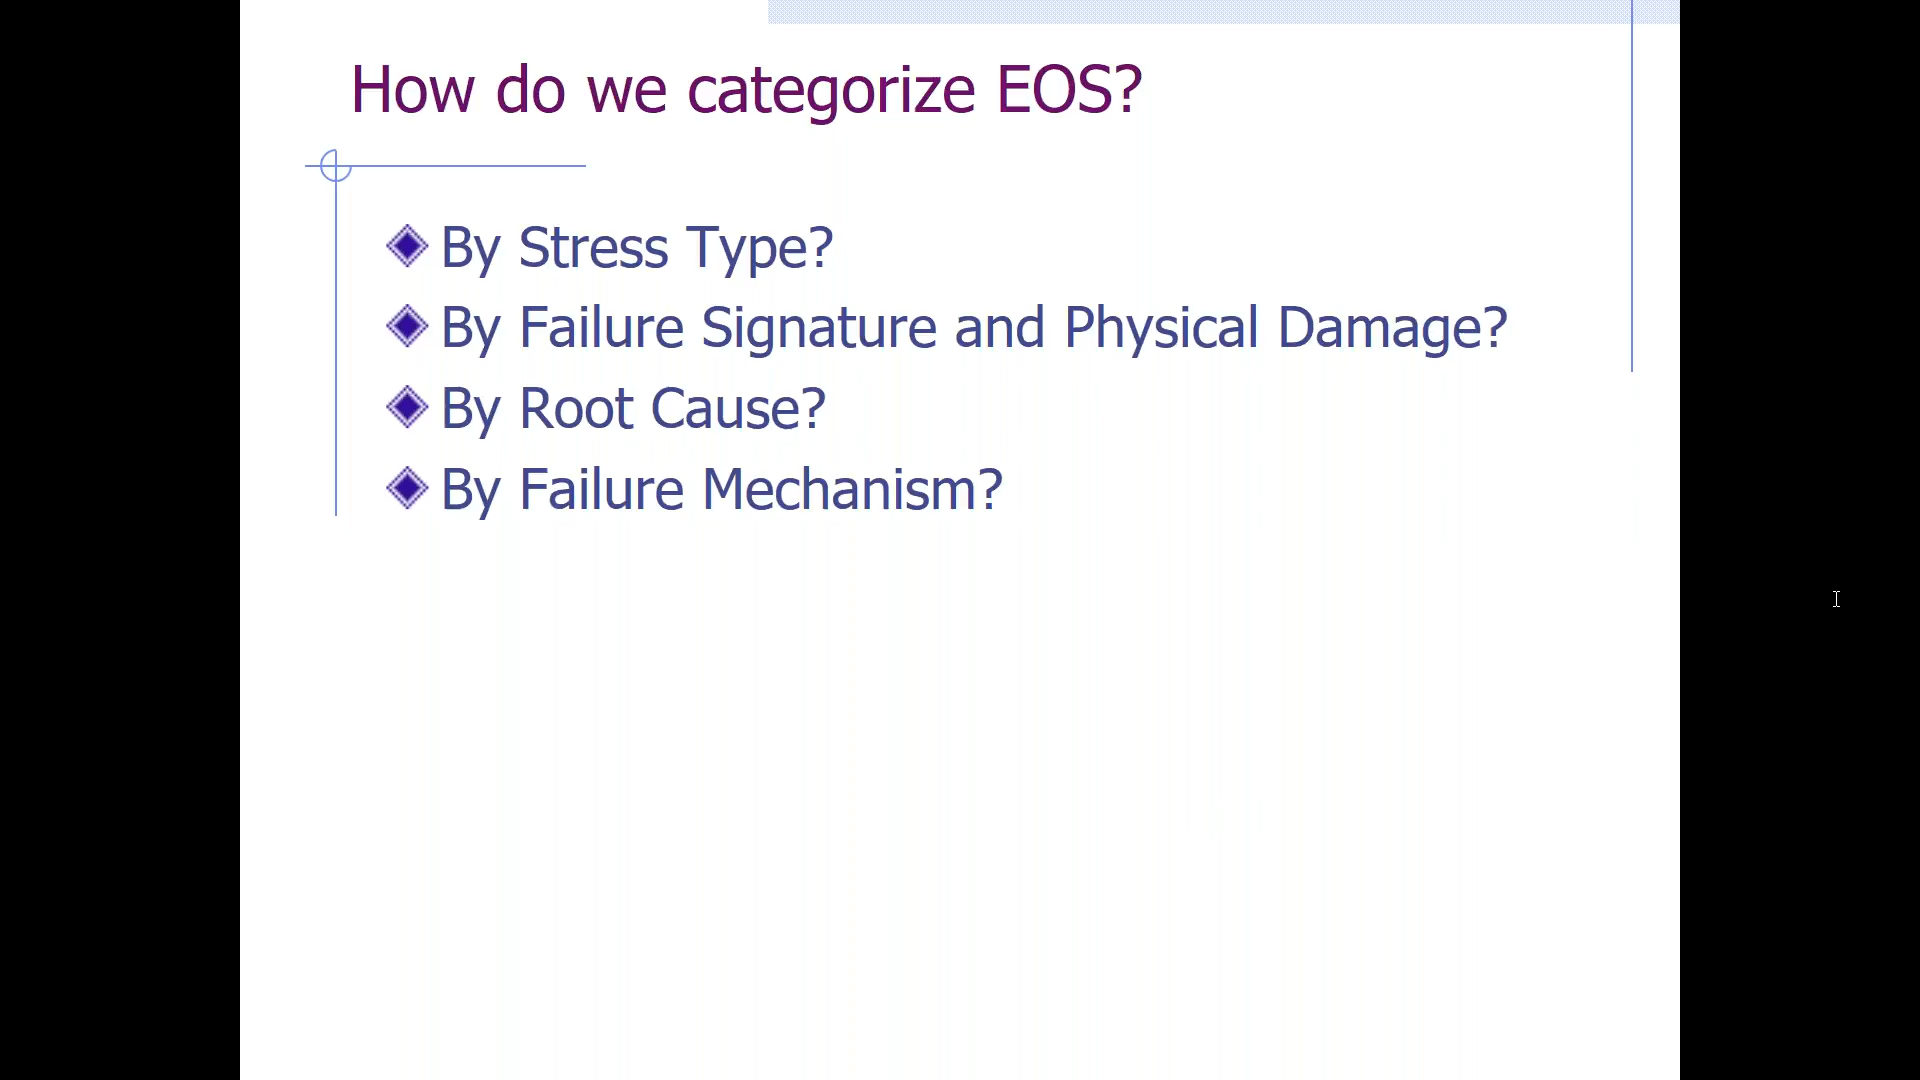 How do we categorize EOS?
By Stress Type?
By Failure Signature and Physical Damage?
By Root Cause?
By Failure Mechanism?